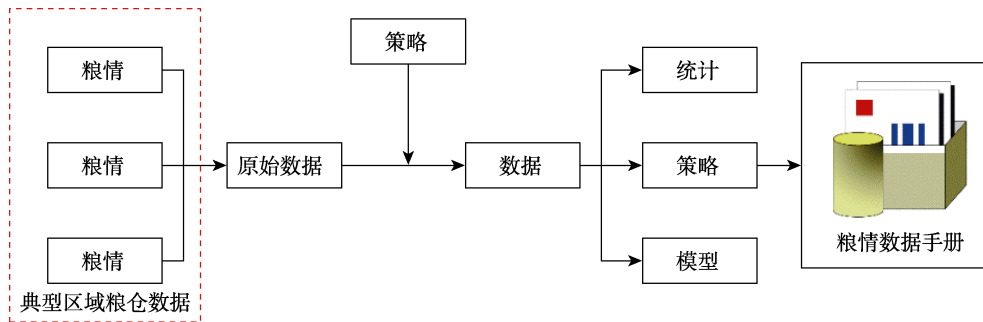 策略
粮情
粮情
粮情
典型区域粮仓数据
原始数据
数据
统计
策略
模型
粮情数据手册